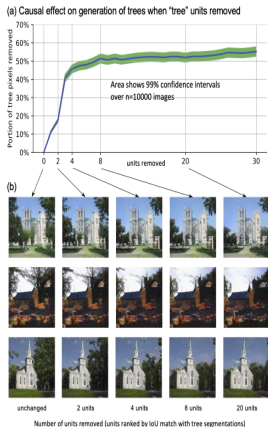 (a) Causal effect on generation of trees when "tree" units removed
70%
60%
50%
40%
30%
20%
10%
0%
Portion of tree pixels removed
Area shows 99% confidence intervals
over n=10000 images
0 2 4 8 20 30
units removed
(b)
unchanged 2 units 4 units 8 units 20 units
Number of units removed (units ranked by IoU match with tree segmentations)